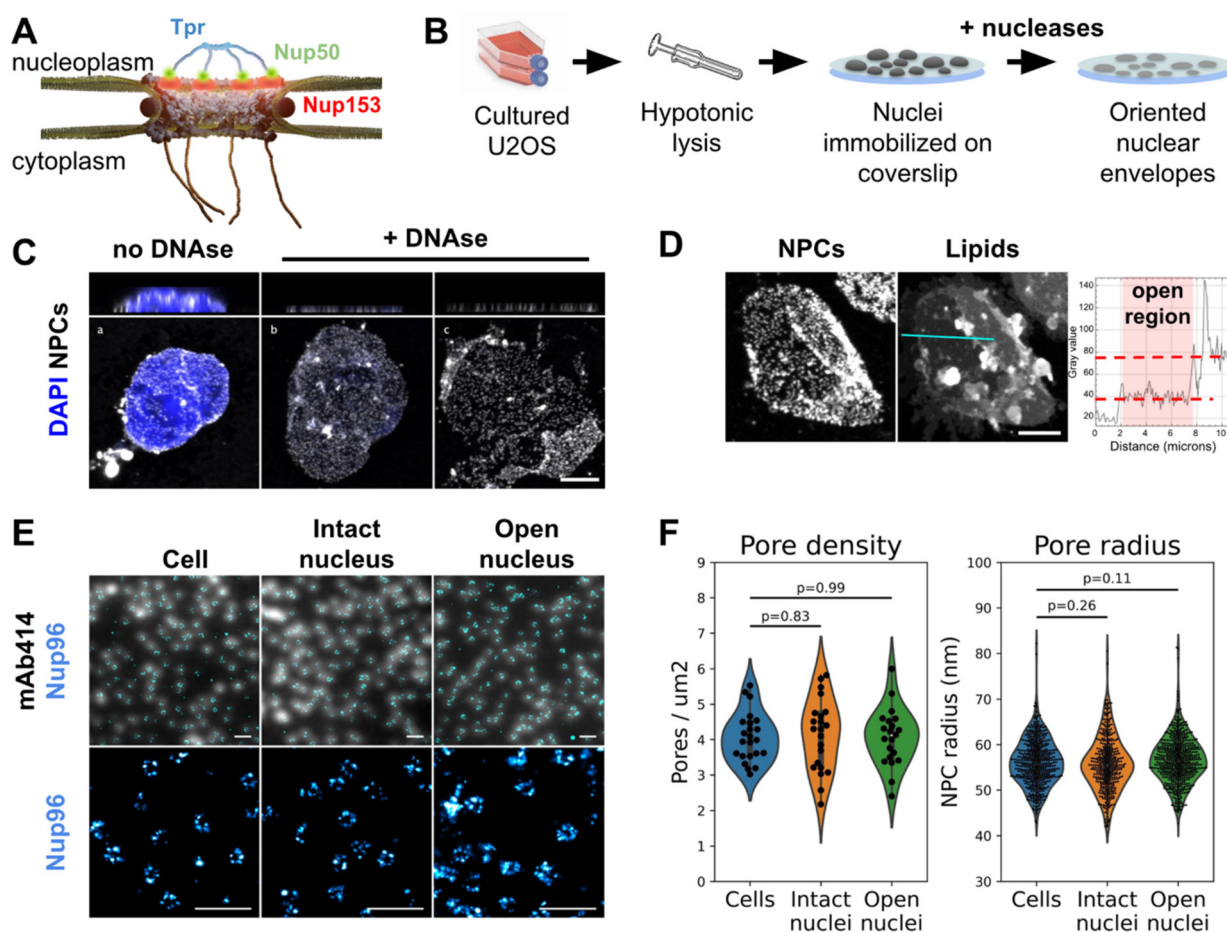 A
nucleoplasm
Tpr
Nup50
Nup153
cytoplasm
B
+ nucleases
Cultured
U2OS
Hypotonic
lysis
Nuclei
immobilized on
coverslip
Oriented
nuclear
envelopes
C
no DNAse
+ DNAse
DAPI NPCs
a
b
c
D
NPCs
Lipids
open
region
Gray value
140
120
100
80
60
40
20
0
0
2
4
6
8
10
Distance (microns)
E
Cell
Intact
nucleus
Open
nucleus
mAb414
Nup96
Nup96
F
Pore density
p=0.99
p=0.83
Pores / um2
9
8
7
6
5
4
3
2
1
0
Cells
Intact
nuclei
Open
nuclei
Pore radius
p=0.11
p=0.26
NPC radius (nm)
100
90
80
70
60
50
40
30
Cells
Intact
nuclei
Open
nuclei